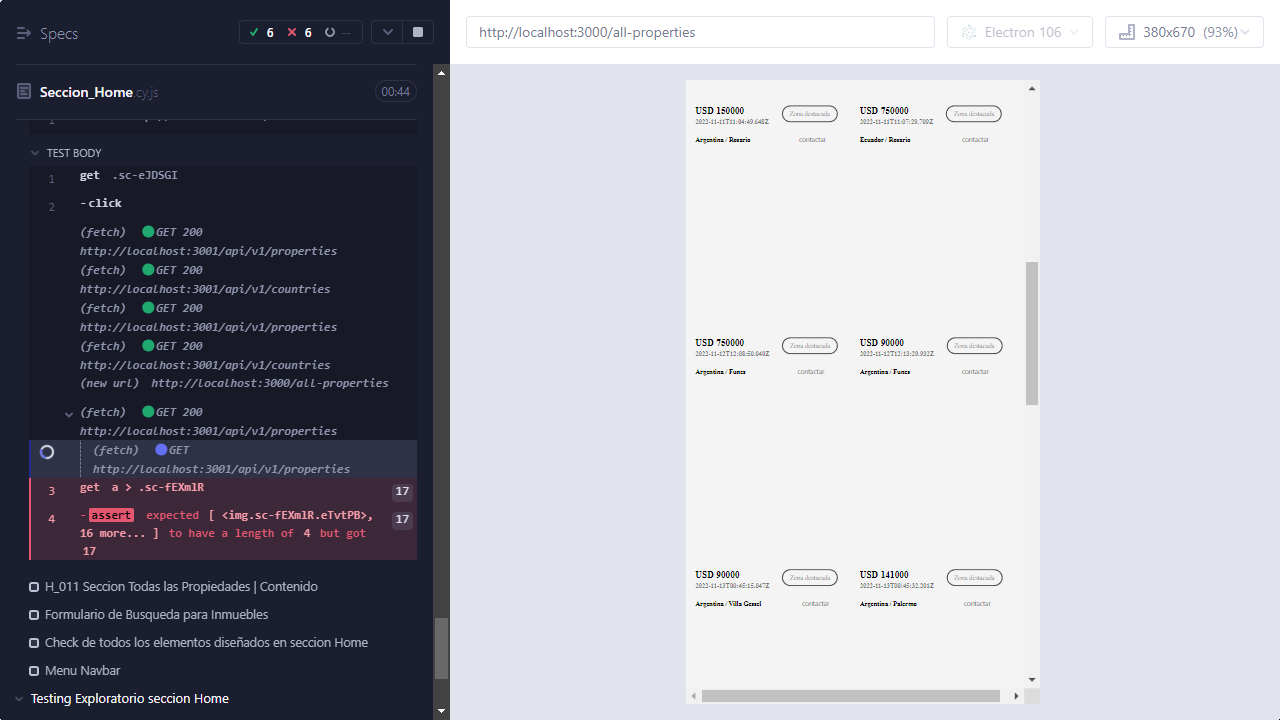 Specs
6
6
--
Seccion_Home.cy.js
00:44
TEST BODY
1 get .sc-eJDSGI
2 -click
(fetch) GET 200
http://localhost:3001/api/v1/properties
(fetch) GET 200
http://localhost:3001/api/v1/countries
(fetch) GET 200
http://localhost:3001/api/v1/properties
(fetch) GET 200
http://localhost:3001/api/v1/countries
(new url) http://localhost:3000/all-properties
(fetch) GET 200
http://localhost:3001/api/v1/properties
(fetch) GET
http://localhost:3001/api/v1/properties
3 get a > .sc-fEXmlR 17
4 -assert expected [ <img.sc-fEXmlR.eTvtPB>, 17
16 more... ] to have a length of 4 but got
17
H_011 Seccion Todas las Propiedades | Contenido
Formulario de Busqueda para Inmuebles
Check de todos los elementos diseñados en seccion Home
Menu Navbar
Testing Exploratorio seccion Home
http://localhost:3000/all-properties
Electron 106
380x670 (93%)
USD 150000
Zona destacada
2022-11-11T11:04:49.648Z
Argentina / Rosario
contactar
USD 750000
Zona destacada
2022-11-11T11:07:29.709Z
Ecuador / Rosario
contactar
USD 750000
Zona destacada
2022-11-12T12:08:50.040Z
Argentina / Funes
contactar
USD 90000
Zona destacada
2022-11-12T12:13:29.932Z
Argentina / Funes
contactar
USD 90000
Zona destacada
2022-11-13T00:45:15.047Z
Argentina / Villa Gessel
contactar
USD 141000
Zona destacada
2022-11-13T00:45:32.201Z
Argentina / Palermo
contactar